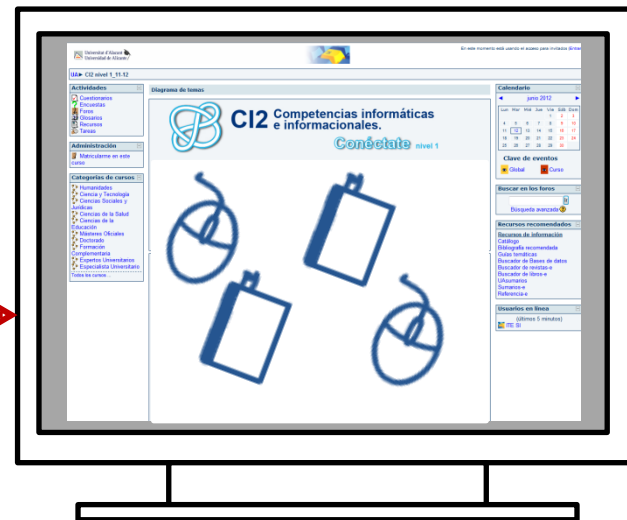 Universitat d'Alacant
Universidad de Alicante
En este momento está usando el acceso para invitados
UA► CI2 nivel 1_11-12
Actividades
Cuestionarios
Encuestas
Foros
Glosarios
Recursos
Tareas
Administración
Matricularme en este
curso
Categorías de cursos
Humanidades
Ciencia y Tecnología
Ciencias Sociales y
Jurídicas
Ciencias de la Salud
Ciencias de la
Educación
Másteres Oficiales
Doctorado
Formación
Complementaria
Expertos Universitarios
Especialista Universitario
Todos los cursos...
Diagrama de temas
CI2 Competencias informáticas
e informacionales.
Conéctate nivel 1
Calendario
◄ junio 2012 ►
Lun Mar Mié Jue Vie Sáb Dom
1 2 3
4 5 6 7 8 9 10
11 12 13 14 15 16 17
18 19 20 21 22 23 24
25 26 27 28 29 30
Clave de eventos
Global Curso
Buscar en los foros
Búsqueda avanzada
Recursos recomendados
Recursos de información
Catálogo
Bibliografía recomendada
Guías temáticas
Buscador de Bases de datos
Buscador de revistas-e
Buscador de libros-e
UAsumarios
Sumarios-e
Referencia-e
Usuarios en línea
(últimos 5 minutos)